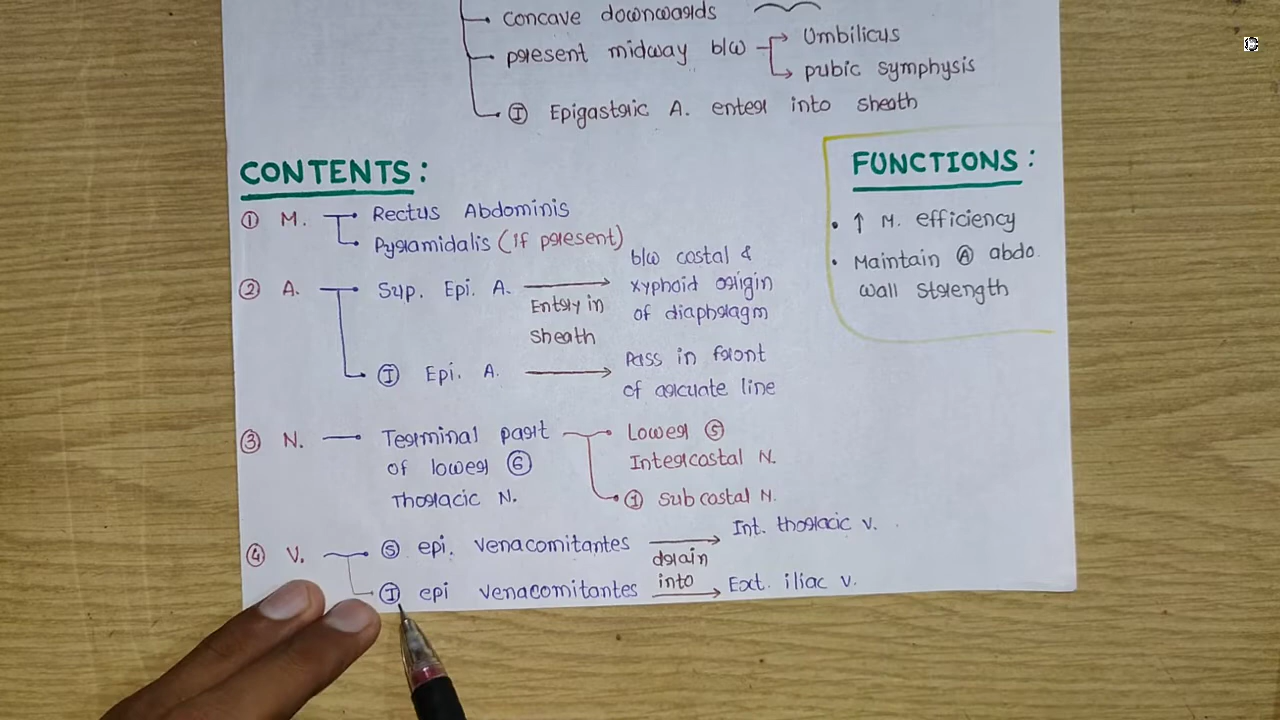 concave downwards
present midway b/w
Umbilicus
pubic symphysis
Ⓘ Epigastric A. enter into sheath
CONTENTS:
① M. Rectus Abdominis
Pyramidalis (If present)
② A. Sup. Epi. A.
Entry in
sheath
b/w costal &
xyphoid origin
of diaphragm
Ⓘ Epi. A.
Pass in front
of arcuate line
③ N. Terminal part
of lower ⑥
Thoracic N.
Lower ⑤
Intercostal N.
① Subcostal N.
④ V. Ⓢ epi. venacomitantes
drain
into
Int. thoracic v.
Ⓘ epi venacomitantes
Ext. iliac v.
FUNCTIONS:
• ↑ M. efficiency
• Maintain Ⓐ abdo.
wall strength